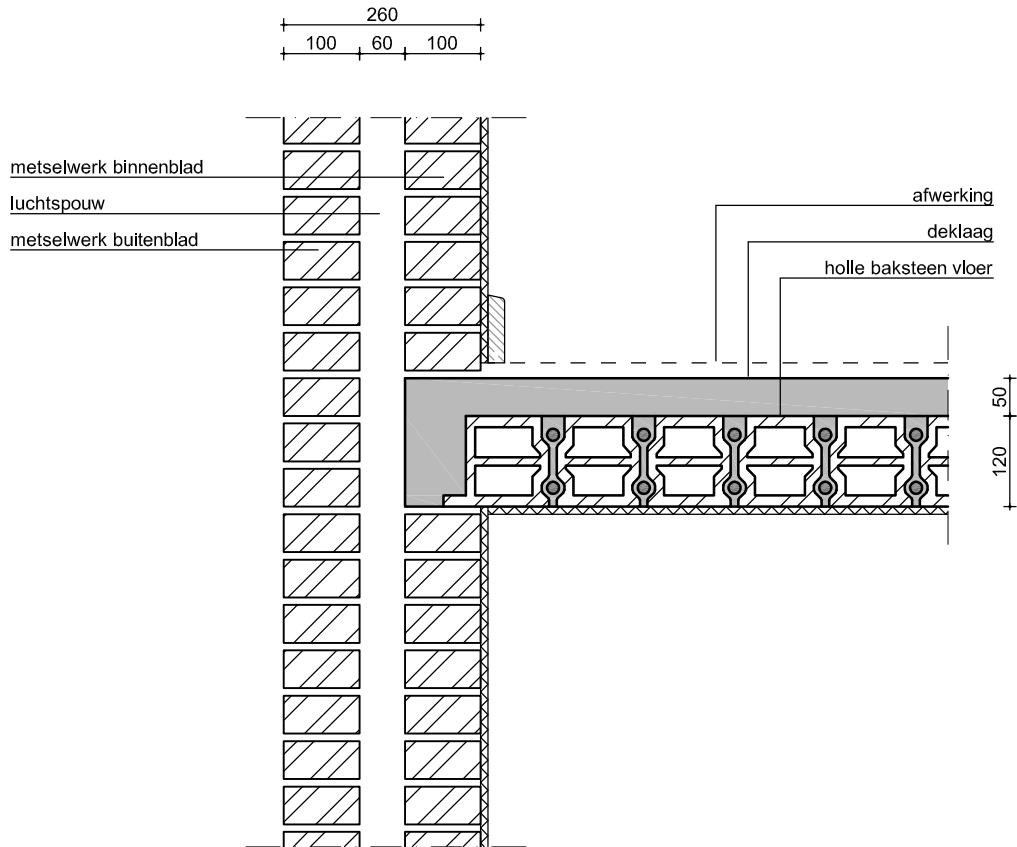 260
100 60 100
metselwerk binnenblad
luchtspouw
metselwerk buitenblad
afwerking
deklaag
holle baksteen vloer
50
120